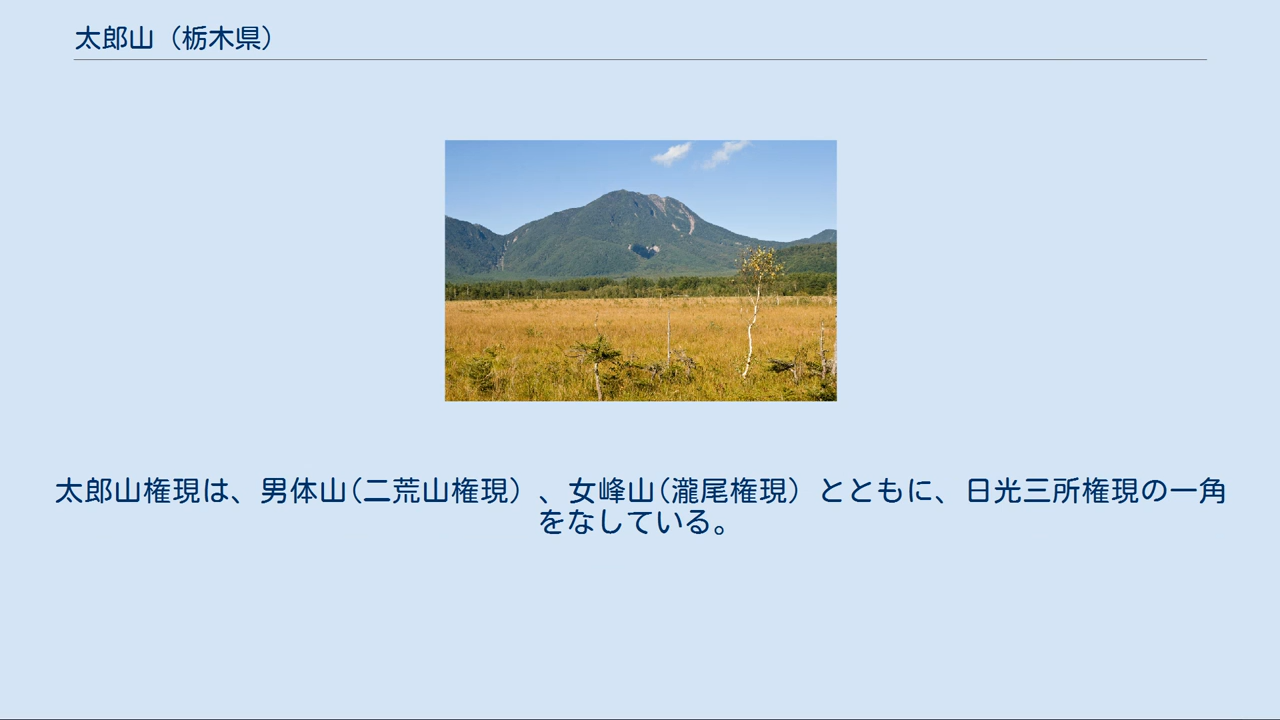 太郎山（栃木県）
太郎山権現は、男体山(二荒山権現）、女峰山(瀧尾権現）とともに、日光三所権現の一角
をなしている。